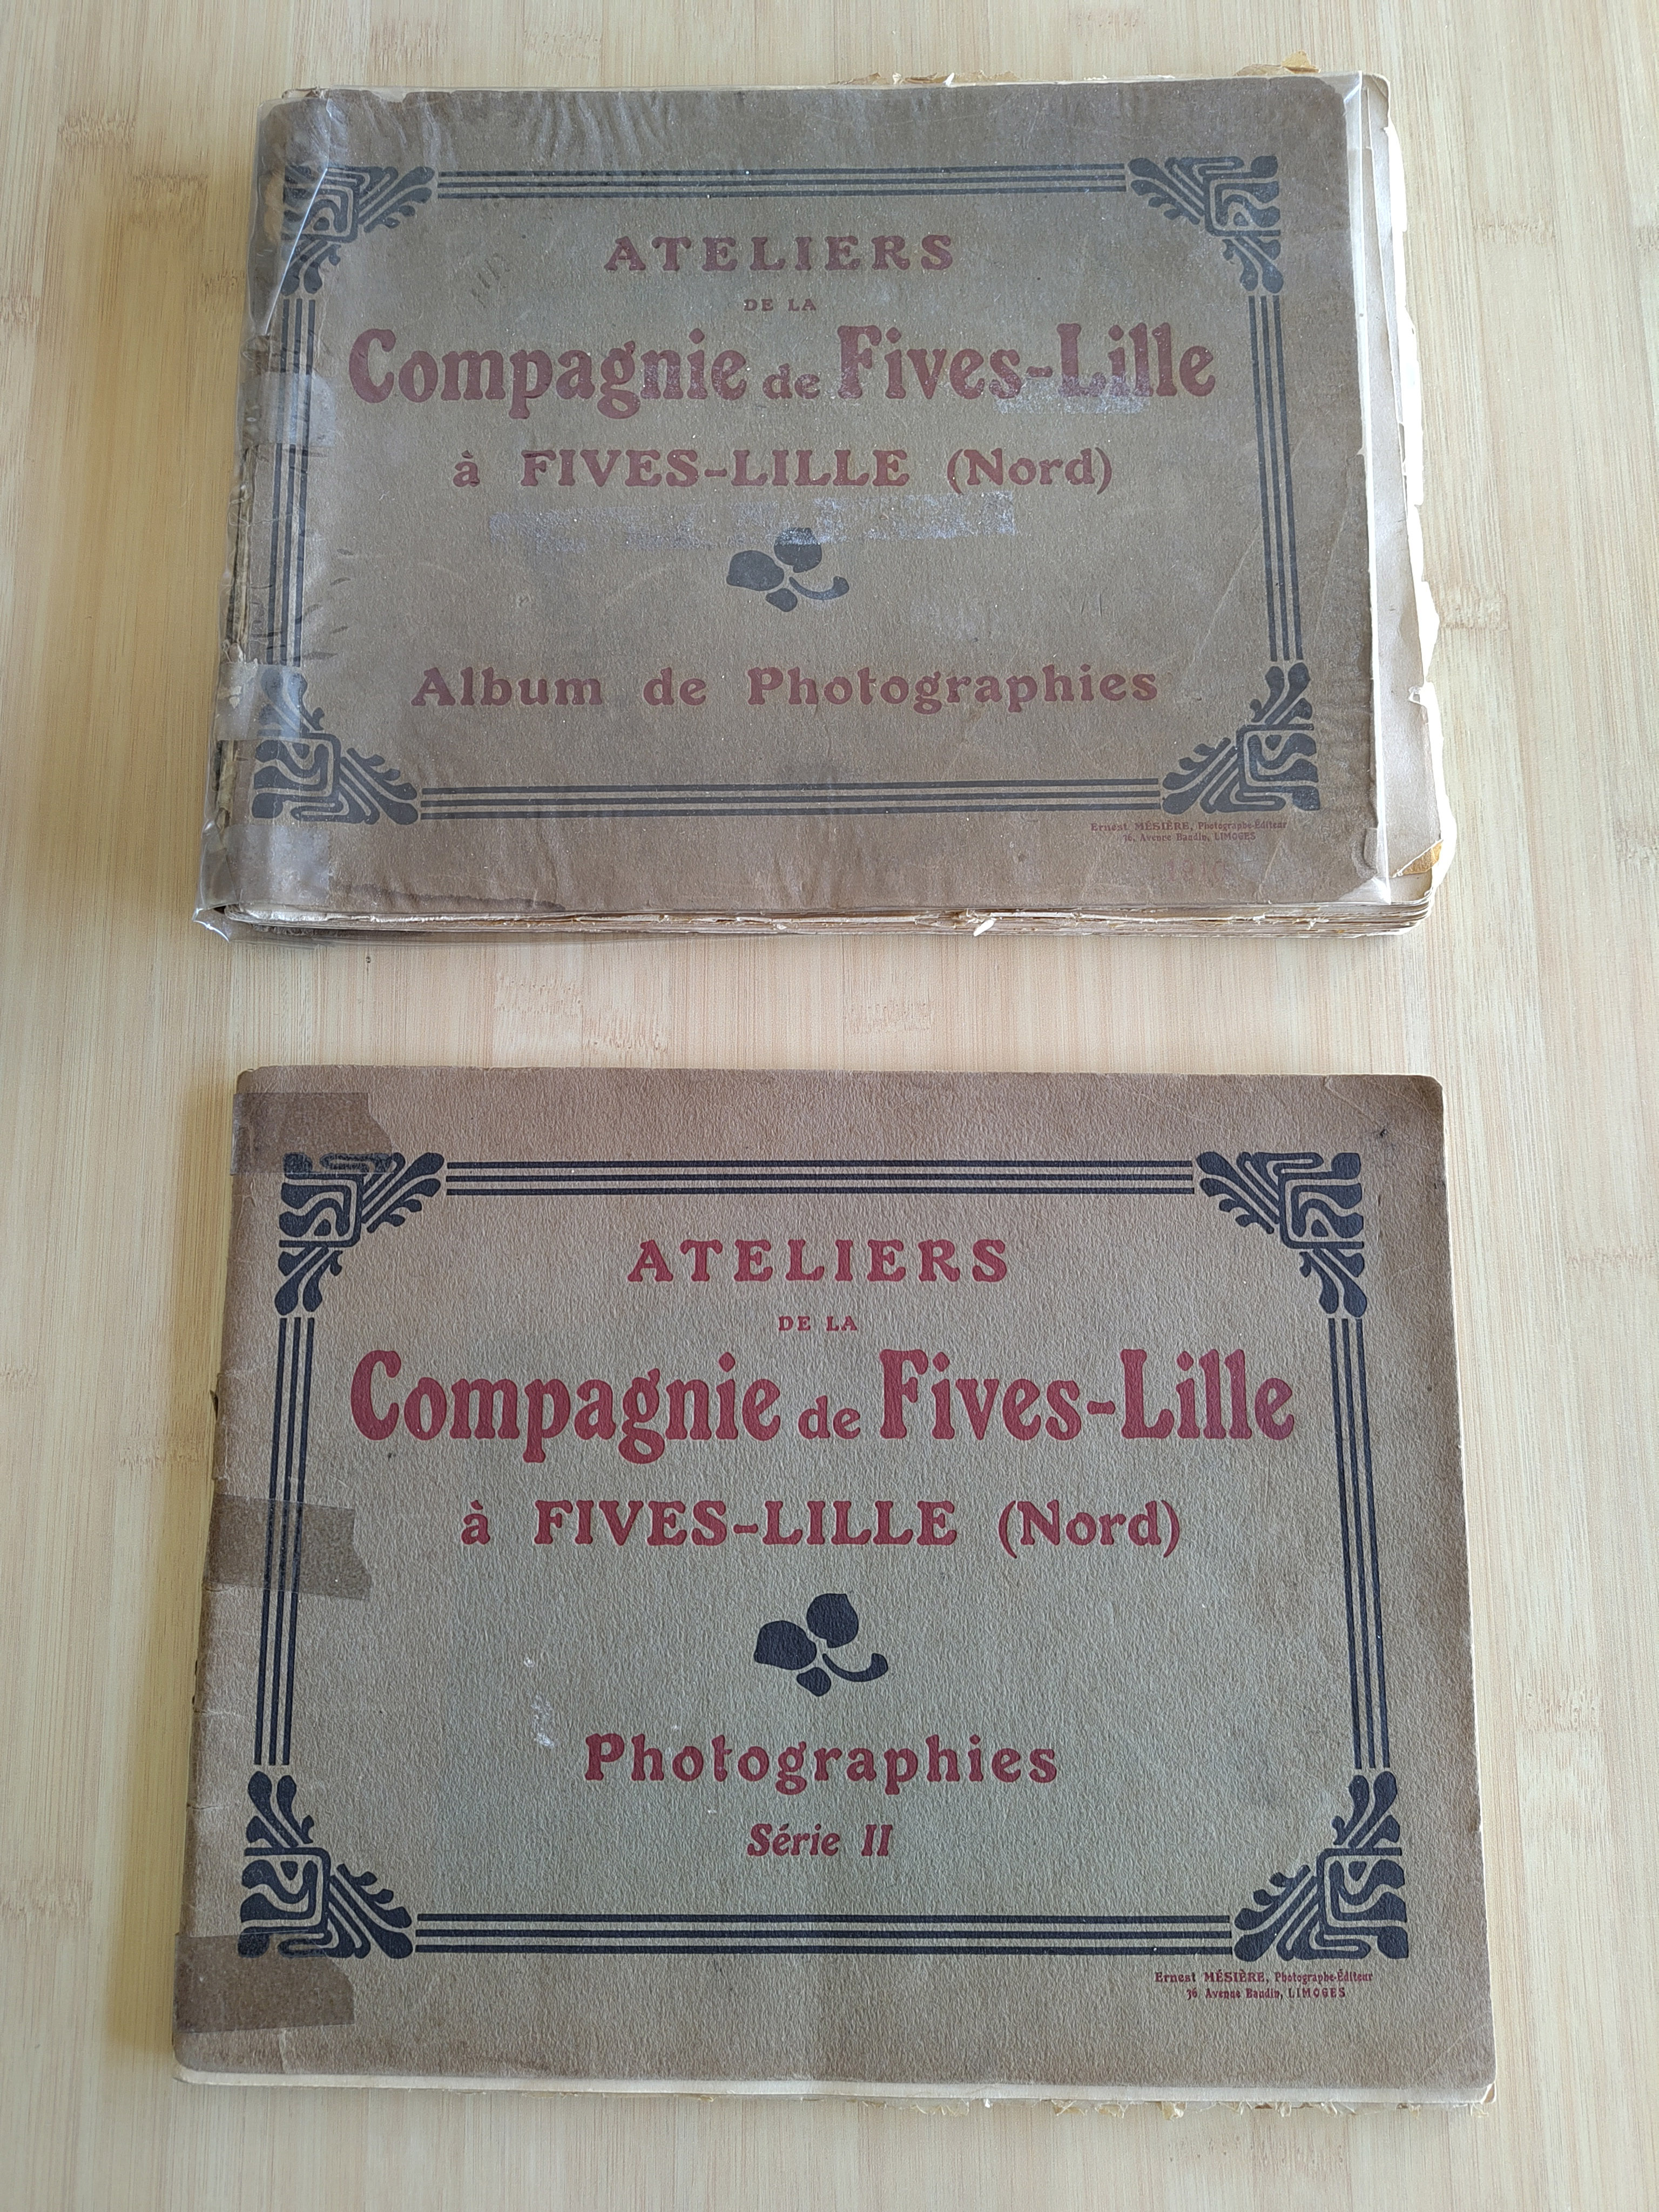 ATELIERS
DE LA
Compagnie de Fives-Lille
à FIVES-LILLE (Nord)
Album de Photographies
Ernest MÉSIÈRE, Photographe-Éditeur
36, Avenue Baudin, LIMOGES
ATELIERS
DE LA
Compagnie de Fives-Lille
à FIVES-LILLE (Nord)
Photographies
Série II
Ernest MÉSIÈRE, Photographe-Éditeur
36 Avenue Baudin, LIMOGES